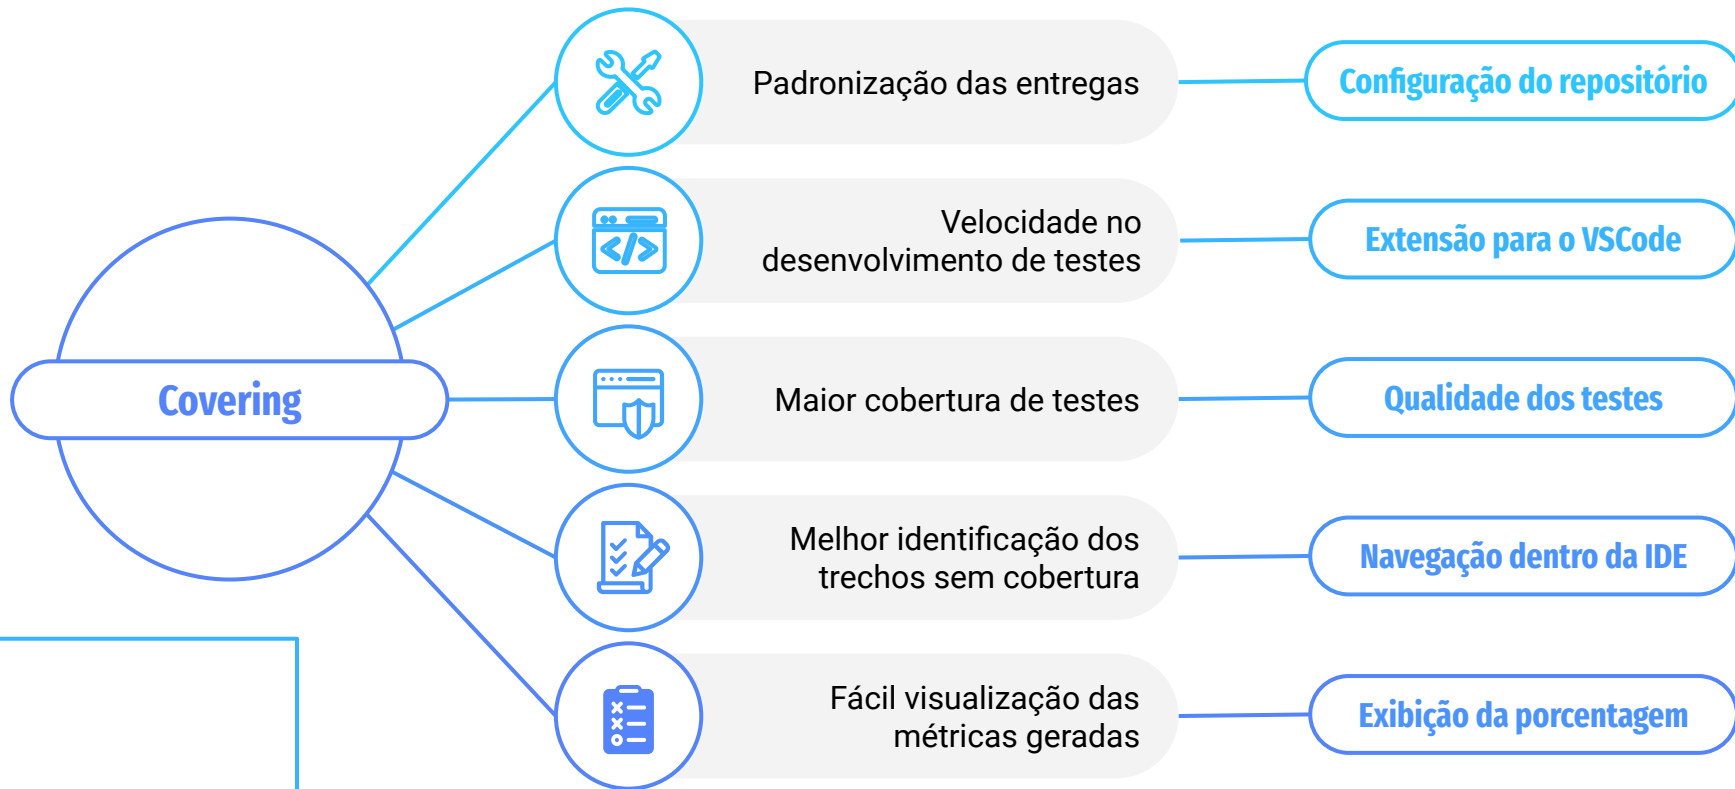 Covering
Padronização das entregas
Configuração do repositório
Velocidade no
desenvolvimento de testes
Extensão para o VSCode
Maior cobertura de testes
Qualidade dos testes
Melhor identificação dos
trechos sem cobertura
Navegação dentro da IDE
Fácil visualização das
métricas geradas
Exibição da porcentagem